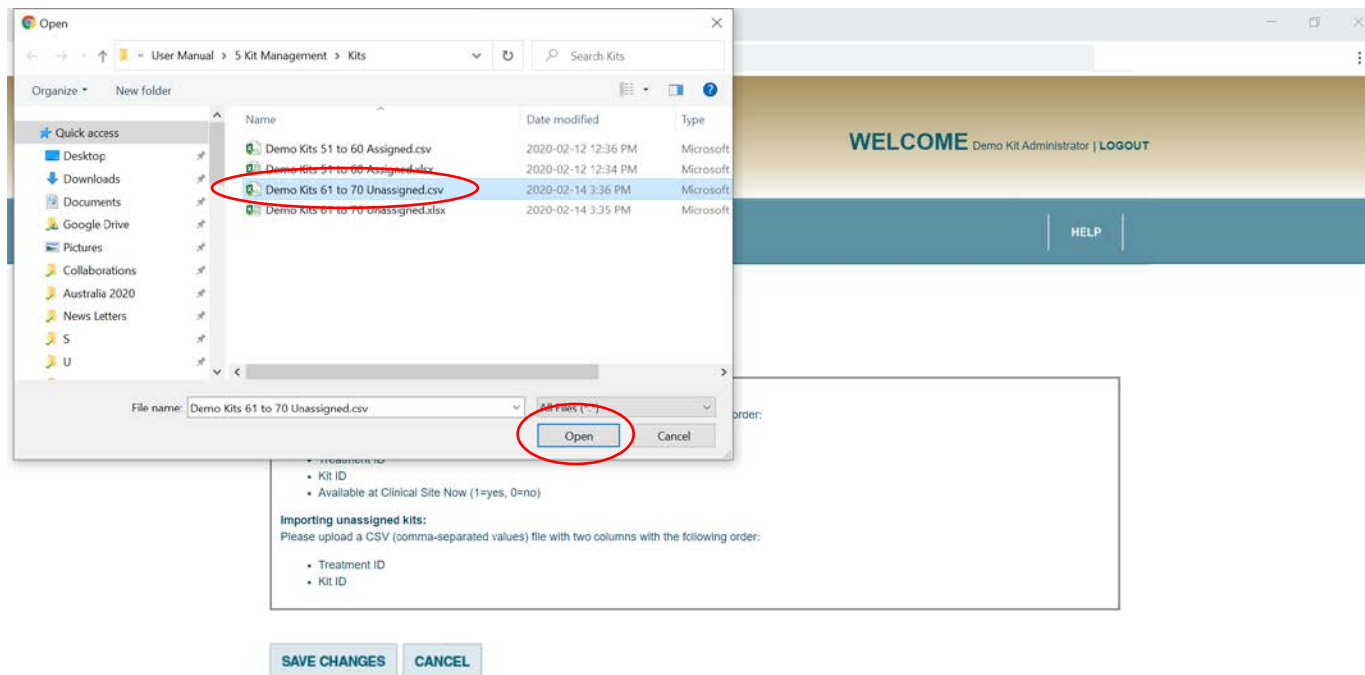 Open
User Manual > 5 Kit Management > Kits
Search Kits
Organize
New folder
Name
Date modified
Type
Quick access
Desktop
Downloads
Documents
Google Drive
Pictures
Collaborations
Australia 2020
News Letters
S
U
Demo Kits 51 to 60 Assigned.csv 2020-02-12 12:36 PM Microsoft
Demo Kits 51 to 60 Assigned.xlsx 2020-02-12 12:34 PM Microsoft
Demo Kits 61 to 70 Unassigned.csv 2020-02-14 3:36 PM Microsoft
Demo Kits 61 to 70 Unassigned.xlsx 2020-02-14 3:35 PM Microsoft
File name: Demo Kits 61 to 70 Unassigned.csv
All Files (*.*)
Open
Cancel
WELCOME Demo Kit Administrator | LOGOUT
HELP
order:
• Treatment ID
• Kit ID
• Available at Clinical Site Now (1=yes, 0=no)
Importing unassigned kits:
Please upload a CSV (comma-separated values) file with two columns with the following order:
• Treatment ID
• Kit ID
SAVE CHANGES
CANCEL